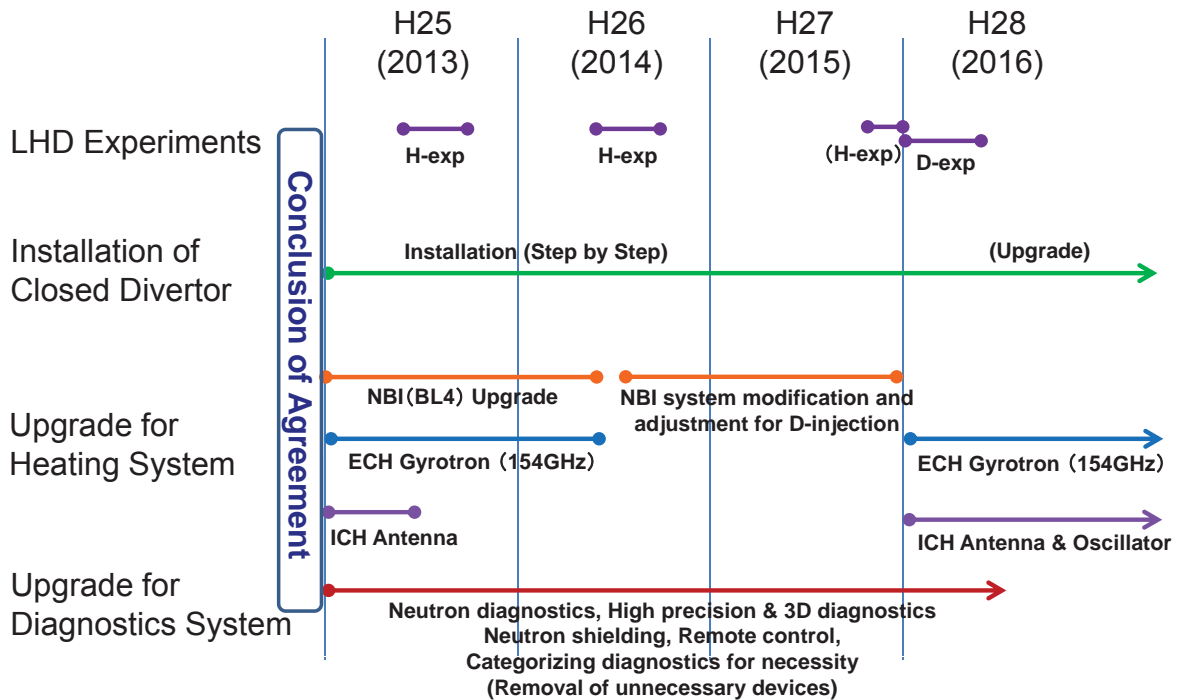 H25 H26 H27 H28
(2013) (2014) (2015) (2016)
LHD Experiments
H-exp
H-exp
(H-exp)
D-exp
Conclusion of Agreement
Installation of
Closed Divertor
Installation (Step by Step)
(Upgrade)
Upgrade for
Heating System
NBI(BL4) Upgrade
NBI system modification and
adjustment for D-injection
ECH Gyrotron (154GHz)
ECH Gyrotron (154GHz)
ICH Antenna
ICH Antenna & Oscillator
Upgrade for
Diagnostics System
Neutron diagnostics, High precision & 3D diagnostics
Neutron shielding, Remote control,
Categorizing diagnostics for necessity
(Removal of unnecessary devices)